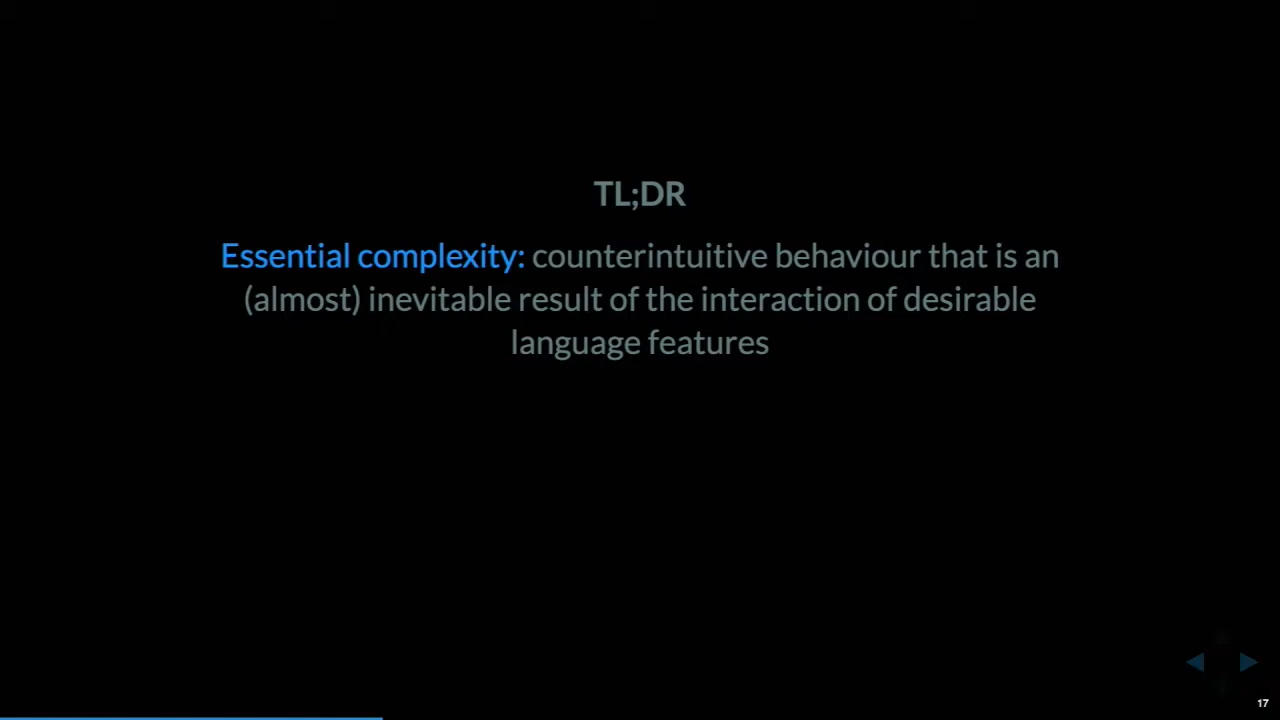 TL;DR
Essential complexity: counterintuitive behaviour that is an
(almost) inevitable result of the interaction of desirable
language features
17